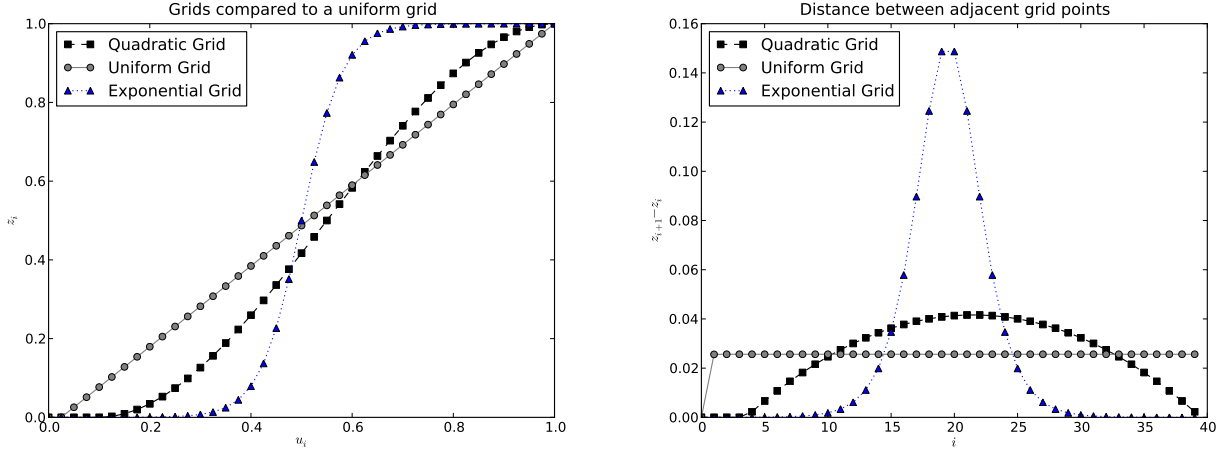 Grids compared to a uniform grid
1.0
0.8
0.6
0.4
0.2
0.0
z_i
Quadratic Grid
Uniform Grid
Exponential Grid
0.0 0.2 0.4 0.6 0.8 1.0
u_i
Distance between adjacent grid points
0.16
0.14
0.12
0.10
0.08
0.06
0.04
0.02
0.00
z_{i+1} − z_i
Quadratic Grid
Uniform Grid
Exponential Grid
0 5 10 15 20 25 30 35 40
i